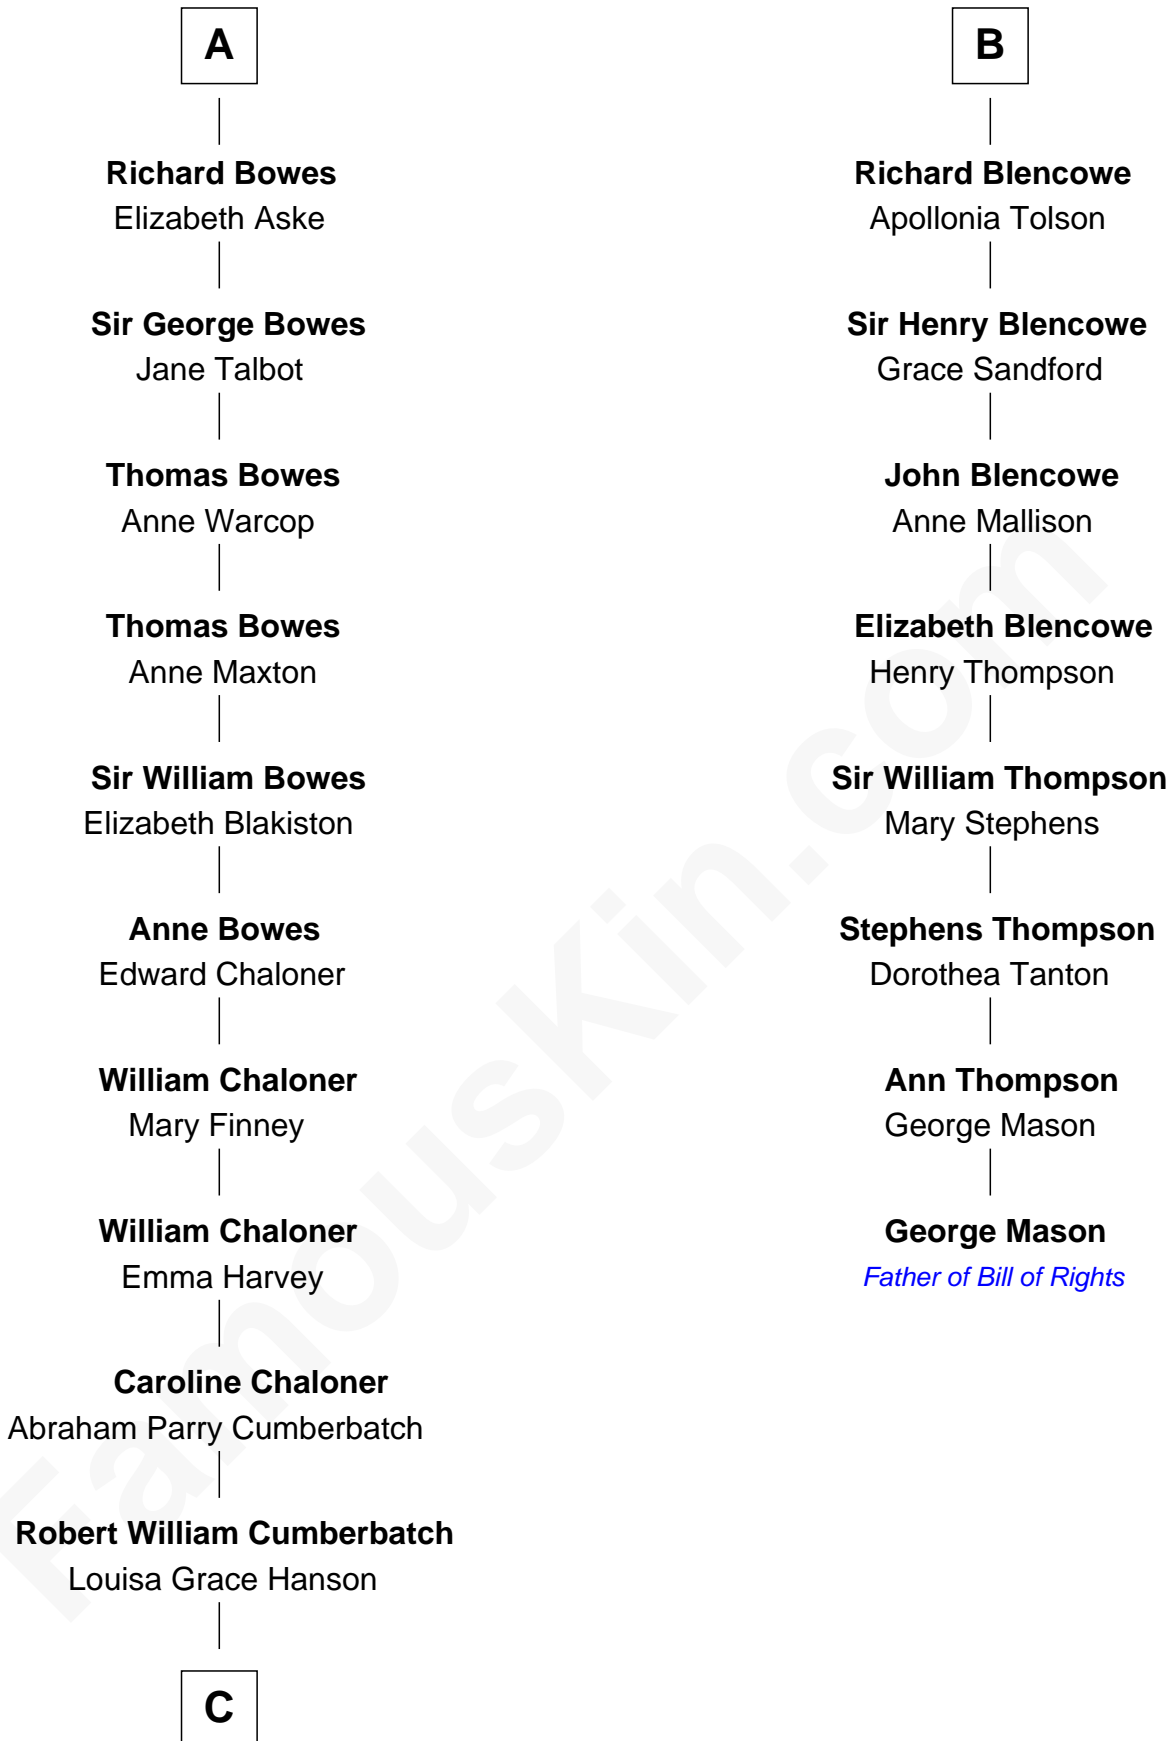 A
Richard Bowes
Elizabeth Aske
Sir George Bowes
Jane Talbot
Thomas Bowes
Anne Warcop
Thomas Bowes
Anne Maxton
Sir William Bowes
Elizabeth Blakiston
Anne Bowes
Edward Chaloner
William Chaloner
Mary Finney
William Chaloner
Emma Harvey
Caroline Chaloner
Abraham Parry Cumberbatch
Robert William Cumberbatch
Louisa Grace Hanson
C
B
Richard Blencowe
Apollonia Tolson
Sir Henry Blencowe
Grace Sandford
John Blencowe
Anne Mallison
Elizabeth Blencowe
Henry Thompson
Sir William Thompson
Mary Stephens
Stephens Thompson
Dorothea Tanton
Ann Thompson
George Mason
George Mason
Father of Bill of Rights
FamousKin.com